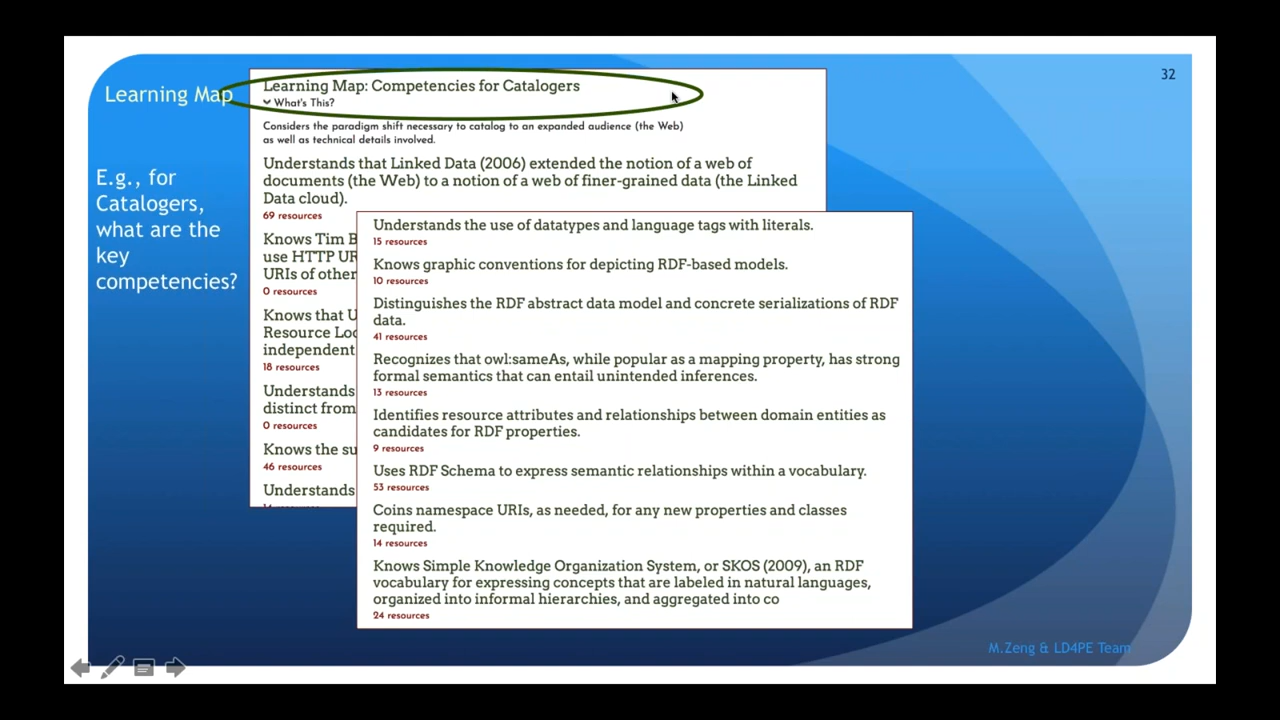 32
Learning Map
E.g., for
Catalogers,
what are the
key
competencies?
Learning Map: Competencies for Catalogers
What's This?
Considers the paradigm shift necessary to catalog to an expanded audience (the Web)
as well as technical details involved.
Understands that Linked Data (2006) extended the notion of a web of
documents (the Web) to a notion of a web of finer-grained data (the Linked
Data cloud).
69 resources
Knows Tim B
use HTTP UR
URIs of other
0 resources
Knows that U
Resource Loc
independent
18 resources
Understands
distinct from
0 resources
Knows the su
46 resources
Understands
Understands the use of datatypes and language tags with literals.
15 resources
Knows graphic conventions for depicting RDF-based models.
10 resources
Distinguishes the RDF abstract data model and concrete serializations of RDF
data.
41 resources
Recognizes that owl:sameAs, while popular as a mapping property, has strong
formal semantics that can entail unintended inferences.
13 resources
Identifies resource attributes and relationships between domain entities as
candidates for RDF properties.
9 resources
Uses RDF Schema to express semantic relationships within a vocabulary.
53 resources
Coins namespace URIs, as needed, for any new properties and classes
required.
14 resources
Knows Simple Knowledge Organization System, or SKOS (2009), an RDF
vocabulary for expressing concepts that are labeled in natural languages,
organized into informal hierarchies, and aggregated into co
24 resources
M.Zeng & LD4PE Team